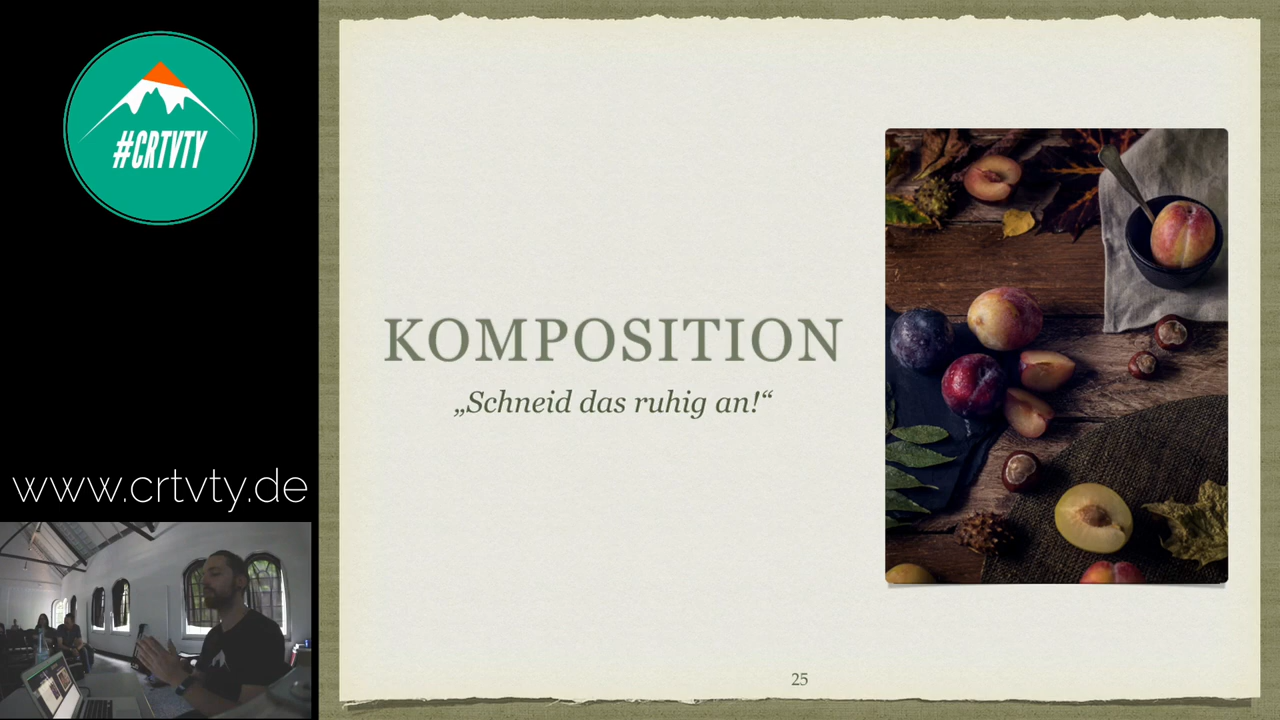 #CRTVTY
www.crtvty.de
KOMPOSITION
„Schneid das ruhig an!“
25